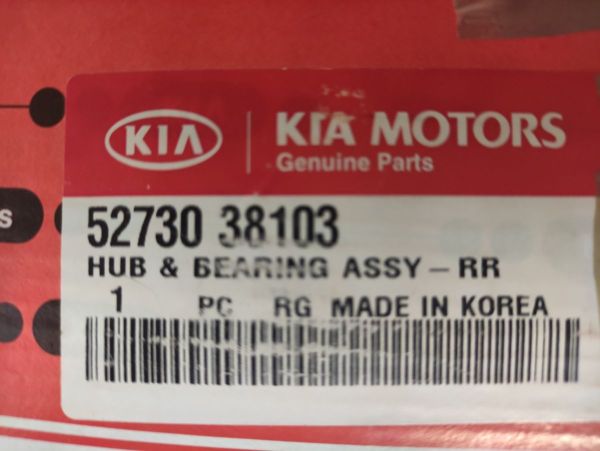 KIA
KIA MOTORS
Genuine Parts
s
52730 38103
HUB & BEARING ASSY-RR
1 PC RG MADE IN KOREA